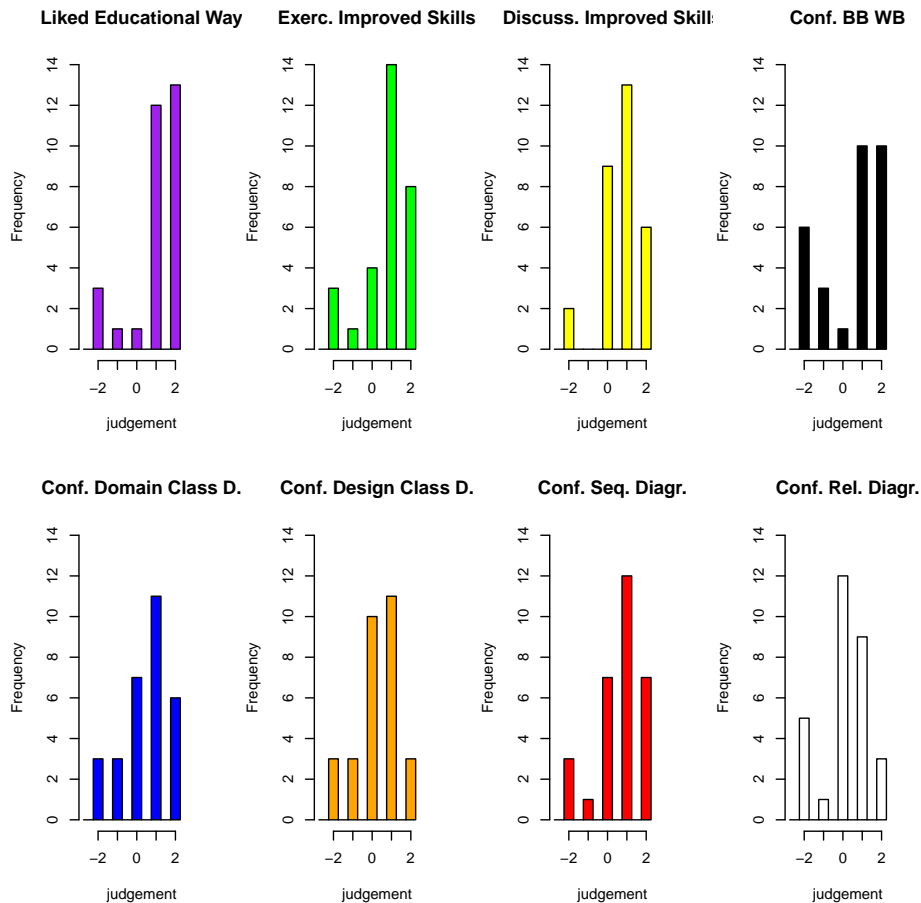 Liked Educational Way
Frequency
14
12
10
8
6
4
2
0
−2 0 2
judgement
Exerc. Improved Skills
Frequency
14
12
10
8
6
4
2
0
−2 0 2
judgement
Discuss. Improved Skill
Frequency
14
12
10
8
6
4
2
0
−2 0 2
judgement
Conf. BB WB
Frequency
14
12
10
8
6
4
2
0
−2 0 2
judgement
Conf. Domain Class D.
Frequency
14
12
10
8
6
4
2
0
−2 0 2
judgement
Conf. Design Class D.
Frequency
14
12
10
8
6
4
2
0
−2 0 2
judgement
Conf. Seq. Diagr.
Frequency
14
12
10
8
6
4
2
0
−2 0 2
judgement
Conf. Rel. Diagr.
Frequency
14
12
10
8
6
4
2
0
−2 0 2
judgement